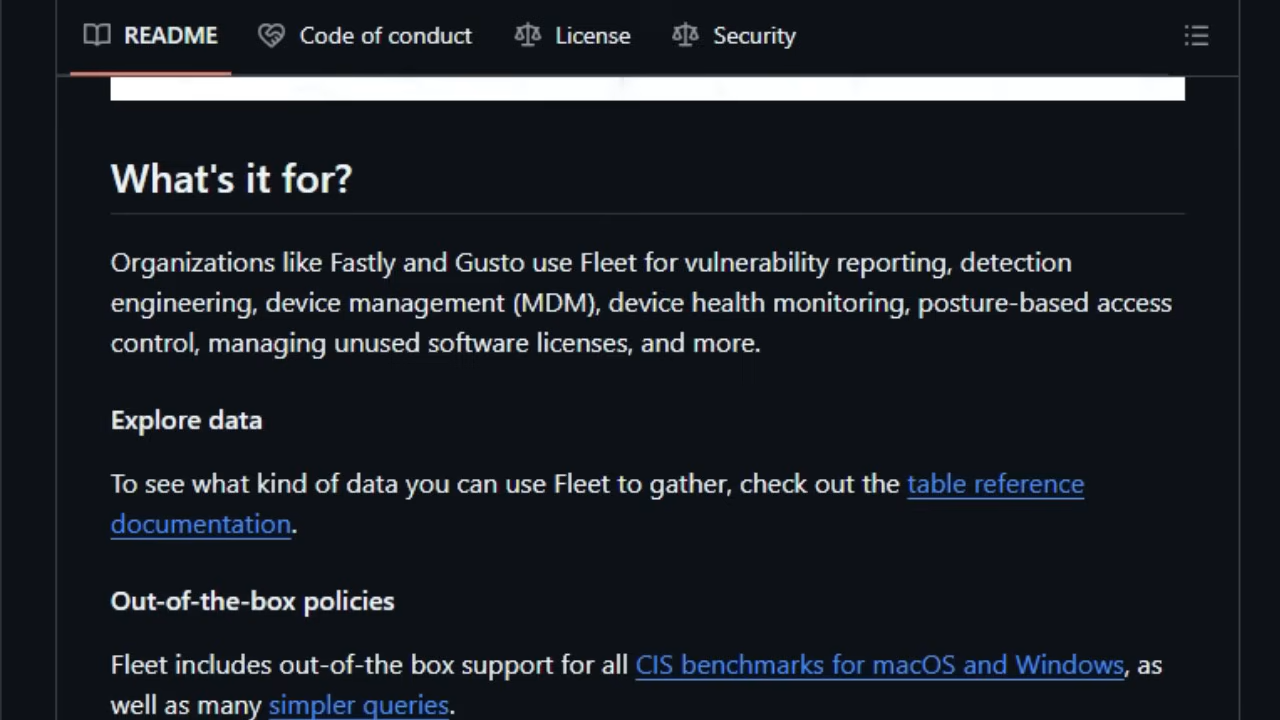 README Code of conduct License Security
What's it for?
Organizations like Fastly and Gusto use Fleet for vulnerability reporting, detection
engineering, device management (MDM), device health monitoring, posture-based access
control, managing unused software licenses, and more.
Explore data
To see what kind of data you can use Fleet to gather, check out the table reference
documentation.
Out-of-the-box policies
Fleet includes out-of-the box support for all CIS benchmarks for macOS and Windows, as
well as many simpler queries.